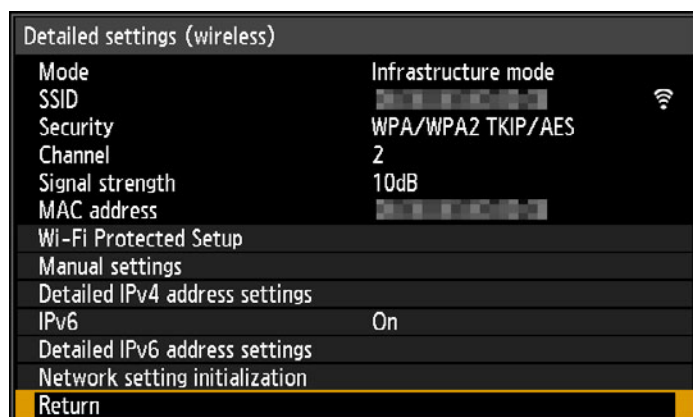 Detailed settings (wireless)
Mode Infrastructure mode
SSID
Security WPA/WPA2 TKIP/AES
Channel 2
Signal strength 10dB
MAC address
Wi-Fi Protected Setup
Manual settings
Detailed IPv4 address settings
IPv6 On
Detailed IPv6 address settings
Network setting initialization
Return